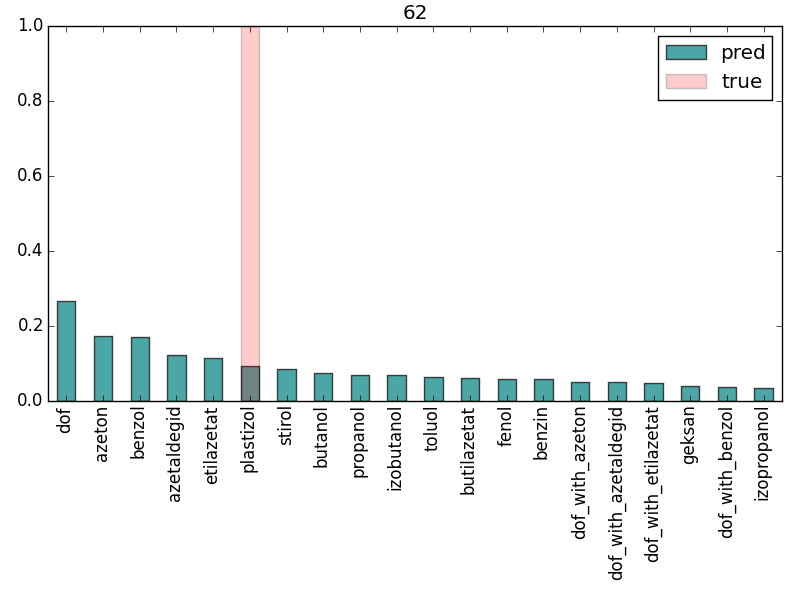 62
1.0
0.8
0.6
0.4
0.2
0.0
pred
true
dof
azeton
benzol
azetaldegid
etilazetat
plastizol
stirol
butanol
propanol
izobutanol
toluol
butilazetat
fenol
benzin
dof_with_azeton
dof_with_azetaldegid
dof_with_etilazetat
geksan
dof_with_benzol
izopropanol